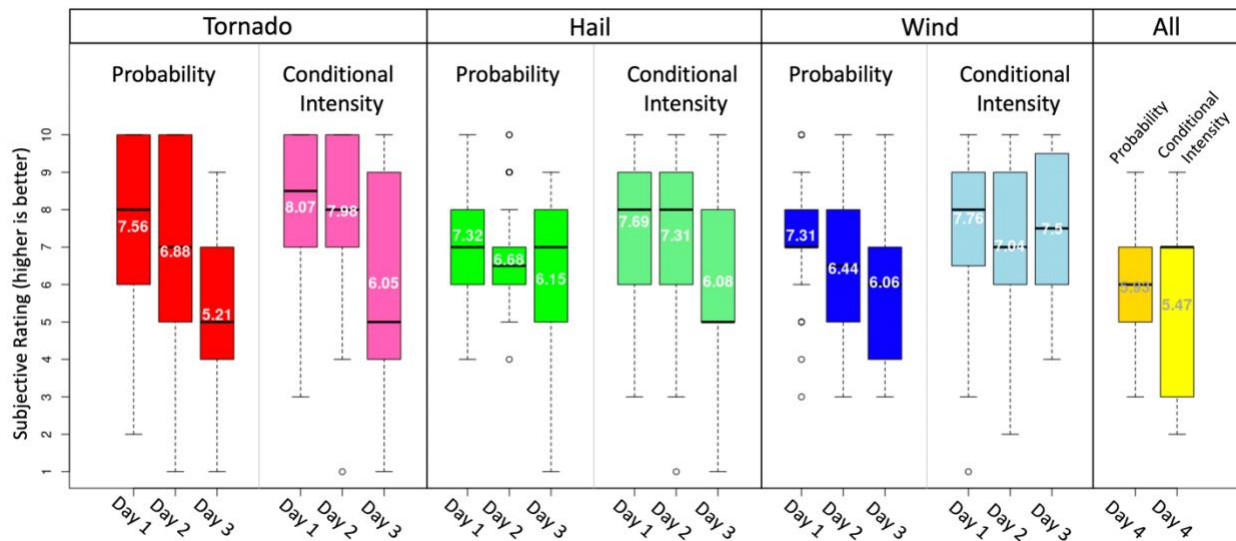 Tornado
Hail
Wind
All
Probability
Conditional
Intensity
Probability
Conditional
Intensity
Probability
Conditional
Intensity
Probability
Conditional
Intensity
Subjective Rating (higher is better)
10
9
8
7
6
5
4
3
2
1
7.56
6.88
5.21
8.07
7.98
6.05
7.32
6.68
6.15
7.69
7.31
6.08
7.31
6.44
6.06
7.76
7.04
7.5
5.93
5.47
Day 1
Day 2
Day 3
Day 1
Day 2
Day 3
Day 1
Day 2
Day 3
Day 1
Day 2
Day 3
Day 1
Day 2
Day 3
Day 1
Day 2
Day 3
Day 4
Day 4